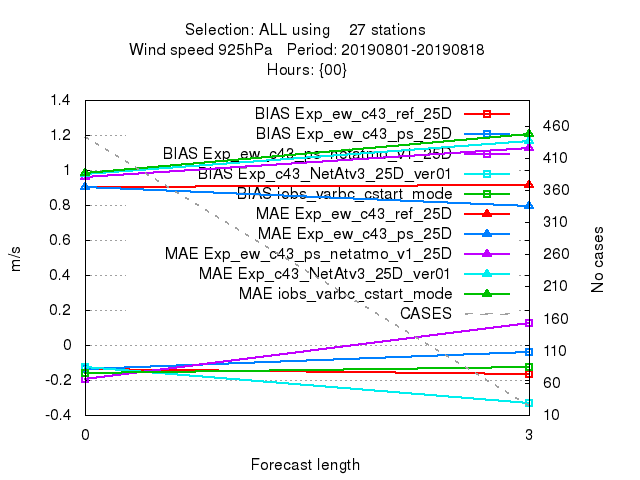 Selection: ALL using 27 stations
Wind speed 925hPa Period: 20190801-20190818
Hours: {00}
1.4
1.2
1
0.8
0.6
0.4
0.2
0
-0.2
-0.4
m/s
BIAS Exp_ew_c43_ref_25D
BIAS Exp_ew_c43_ps_25D
BIAS Exp_ew_c43_ps_netatmo_v1_25D
BIAS Exp_c43_NetAtv3_25D_ver01
BIAS iobs_varbc_cstart_mode
MAE Exp_ew_c43_ref_25D
MAE Exp_ew_c43_ps_25D
MAE Exp_ew_c43_ps_netatmo_v1_25D
MAE Exp_c43_NetAtv3_25D_ver01
MAE iobs_varbc_cstart_mode
CASES
460
410
360
310
260
210
160
110
60
10
No cases
0 3
Forecast length